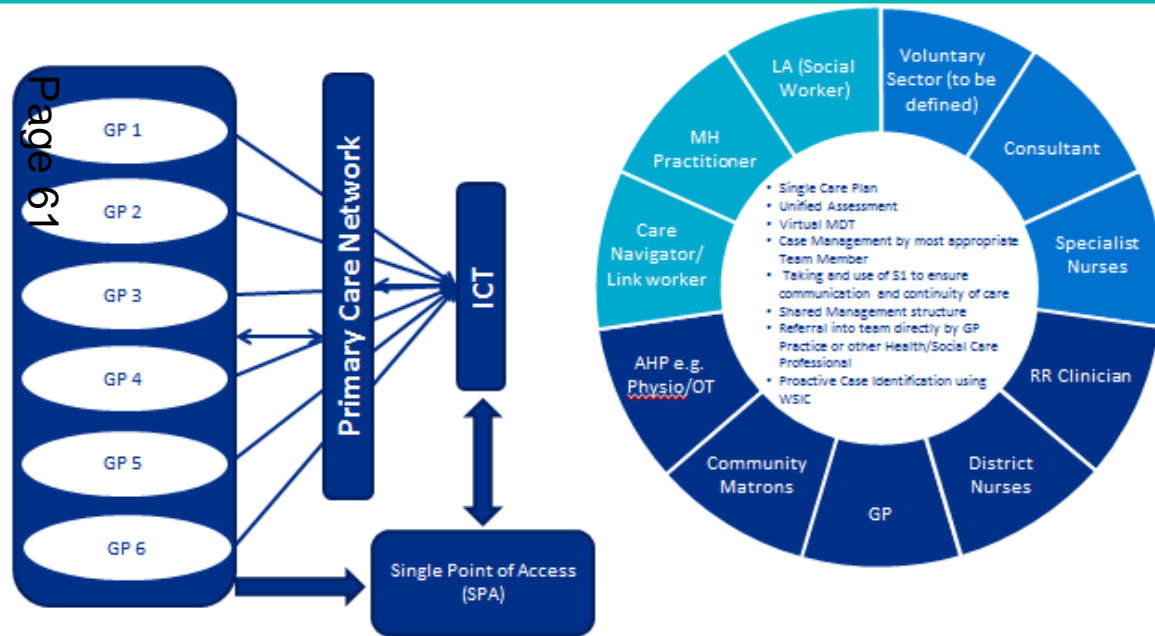 Page 61
GP 1
GP 2
GP 3
GP 4
GP 5
GP 6
Primary Care Network
ICT
Single Point of Access
(SPA)
LA (Social
Worker)
Voluntary
Sector (to be
defined)
Consultant
Specialist
Nurses
RR Clinician
District
Nurses
GP
Community
Matrons
AHP e.g.
Physio/OT
Care
Navigator/
Link worker
MH
Practitioner
• Single Care Plan
• Unified Assessment
• Virtual MDT
• Case Management by most appropriate
Team Member
• Taking and use of S1 to ensure
communication and continuity of care
• Shared Management structure
• Referral into team directly by GP
Practice or other Health/Social Care
Professional
• Proactive Case Identification using
WSIC